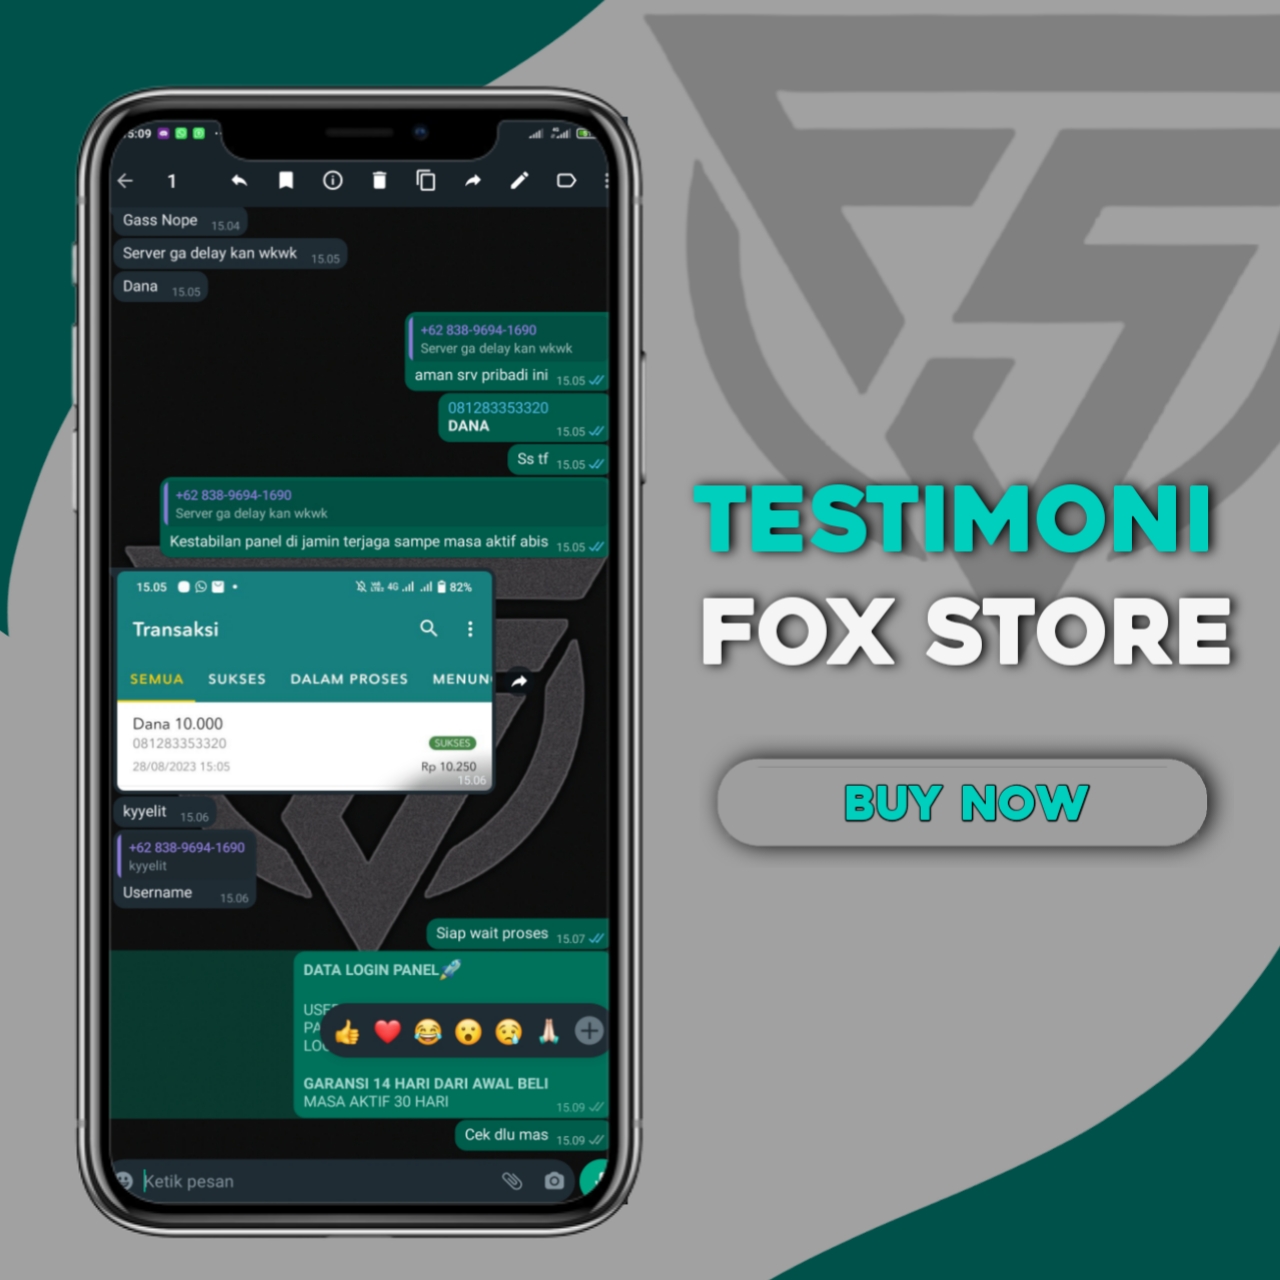 5:09
1
Gass Nope 15.04
Server ga delay kan wkwk 15.05
Dana 15.05
+62 838-9694-1690
Server ga delay kan wkwk
aman srv pribadi ini 15.05
081283353320
DANA 15.05
Ss tf 15.05
+62 838-9694-1690
Server ga delay kan wkwk
Kestabilan panel di jamin terjaga sampe masa aktif abis 15.05
15.05 4G 82%
Transaksi
SEMUA SUKSES DALAM PROSES MENUN
Dana 10.000
081283353320 SUKSES
28/08/2023 15:05 Rp 10.250
15.06
kyyelit 15.06
+62 838-9694-1690
kyyelit
Username 15.06
Siap wait proses 15.07
DATA LOGIN PANEL
USE
PA
LO
GARANSI 14 HARI DARI AWAL BELI
MASA AKTIF 30 HARI 15.09
Cek dlu mas 15.09
Ketik pesan
TESTIMONI
FOX STORE
BUY NOW